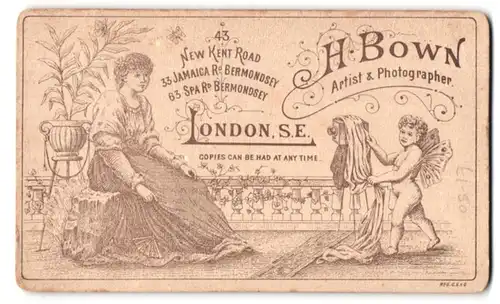 43
New Kent Road
33 Jamaica Rd Bermondsey
63 Spa Rd Bermondsey
London, S.E.
COPIES CAN BE HAD AT ANY TIME
H. Bown
Artist & Photographer.